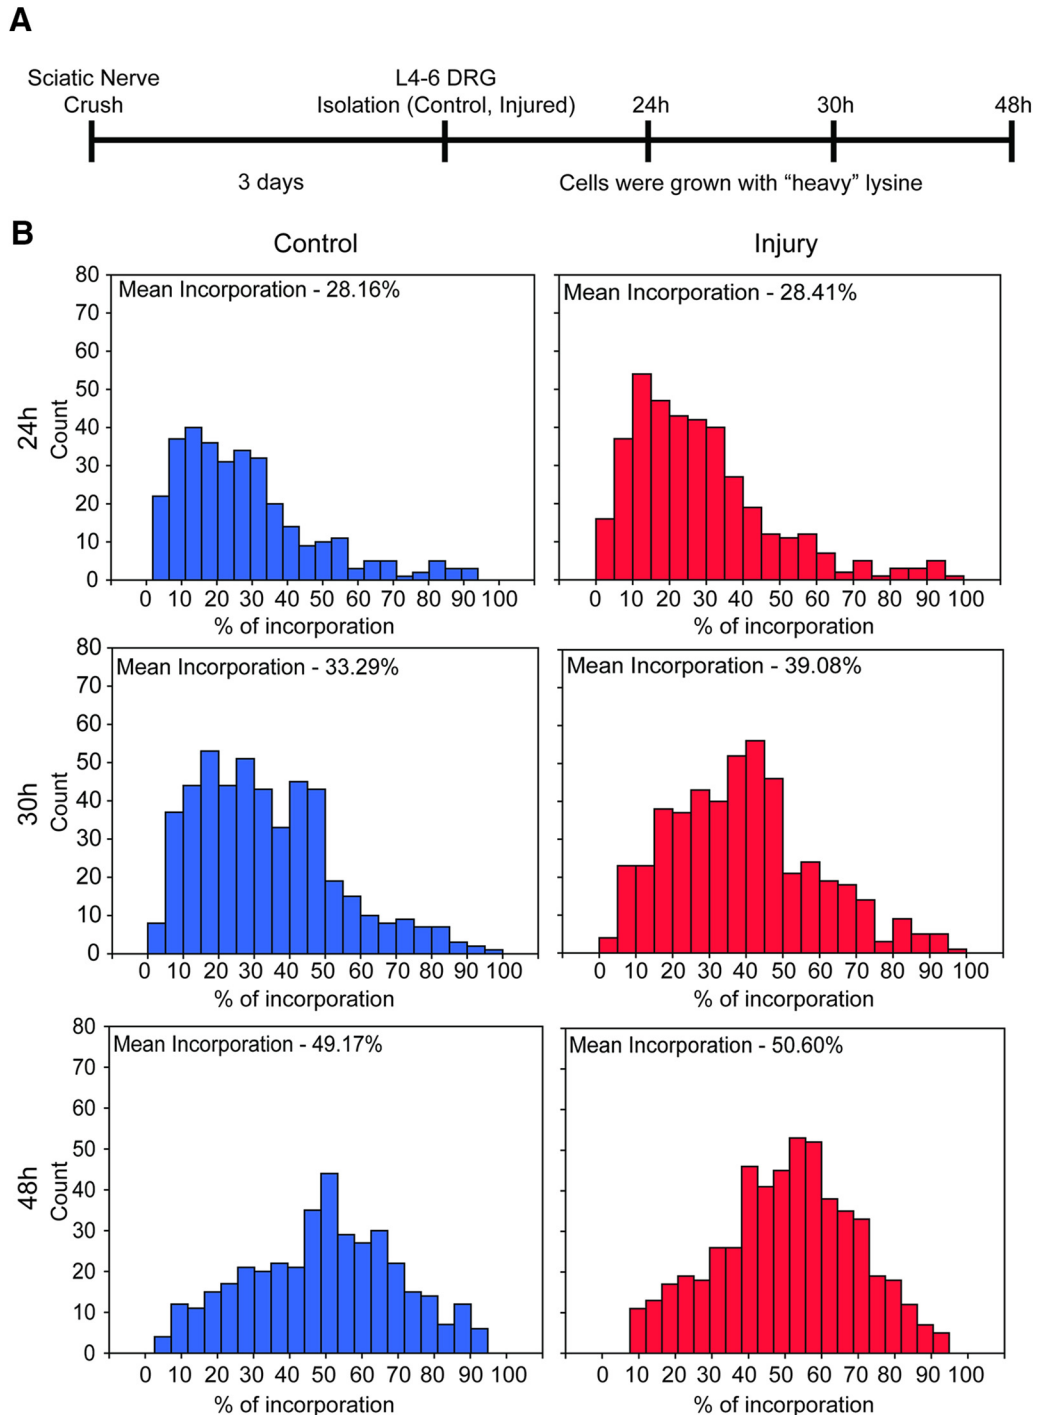 A
Sciatic Nerve
Crush
L4-6 DRG
Isolation (Control, Injured)
24h
30h
48h
3 days
Cells were grown with “heavy” lysine
B
Control
Injury
24h
Count
80
70
60
50
40
30
20
10
0
Mean Incorporation - 28.16%
0 10 20 30 40 50 60 70 80 90 100
% of incorporation
Mean Incorporation - 28.41%
0 10 20 30 40 50 60 70 80 90 100
% of incorporation
30h
Count
80
70
60
50
40
30
20
10
0
Mean Incorporation - 33.29%
0 10 20 30 40 50 60 70 80 90 100
% of incorporation
Mean Incorporation - 39.08%
0 10 20 30 40 50 60 70 80 90 100
% of incorporation
48h
Count
80
70
60
50
40
30
20
10
0
Mean Incorporation - 49.17%
0 10 20 30 40 50 60 70 80 90 100
% of incorporation
Mean Incorporation - 50.60%
0 10 20 30 40 50 60 70 80 90 100
% of incorporation